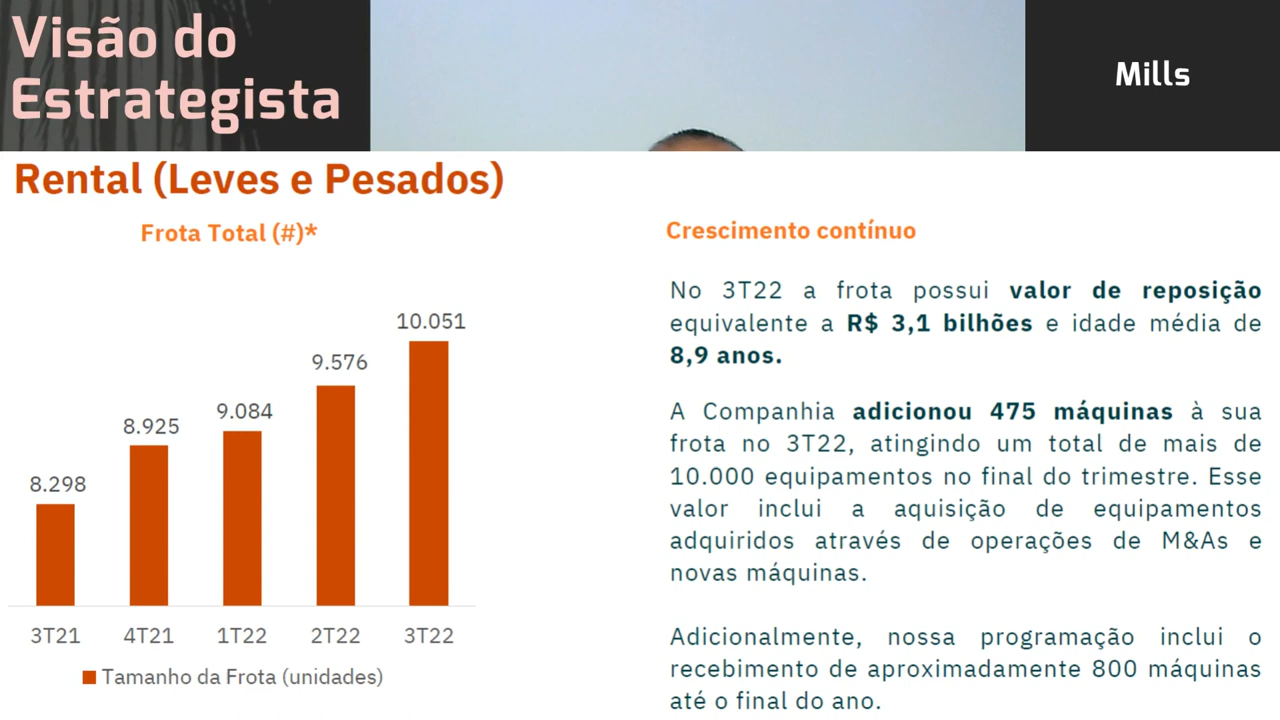 Visão do
Estrategista
Mills
Rental (Leves e Pesados)
Frota Total (#)*
10.051
9.576
9.084
8.925
8.298
3T21 4T21 1T22 2T22 3T22
Tamanho da Frota (unidades)
Crescimento contínuo
No 3T22 a frota possui valor de reposição
equivalente a R$ 3,1 bilhões e idade média de
8,9 anos.
A Companhia adicionou 475 máquinas à sua
frota no 3T22, atingindo um total de mais de
10.000 equipamentos no final do trimestre. Esse
valor inclui a aquisição de equipamentos
adquiridos através de operações de M&As e
novas máquinas.
Adicionalmente, nossa programação inclui o
recebimento de aproximadamente 800 máquinas
até o final do ano.